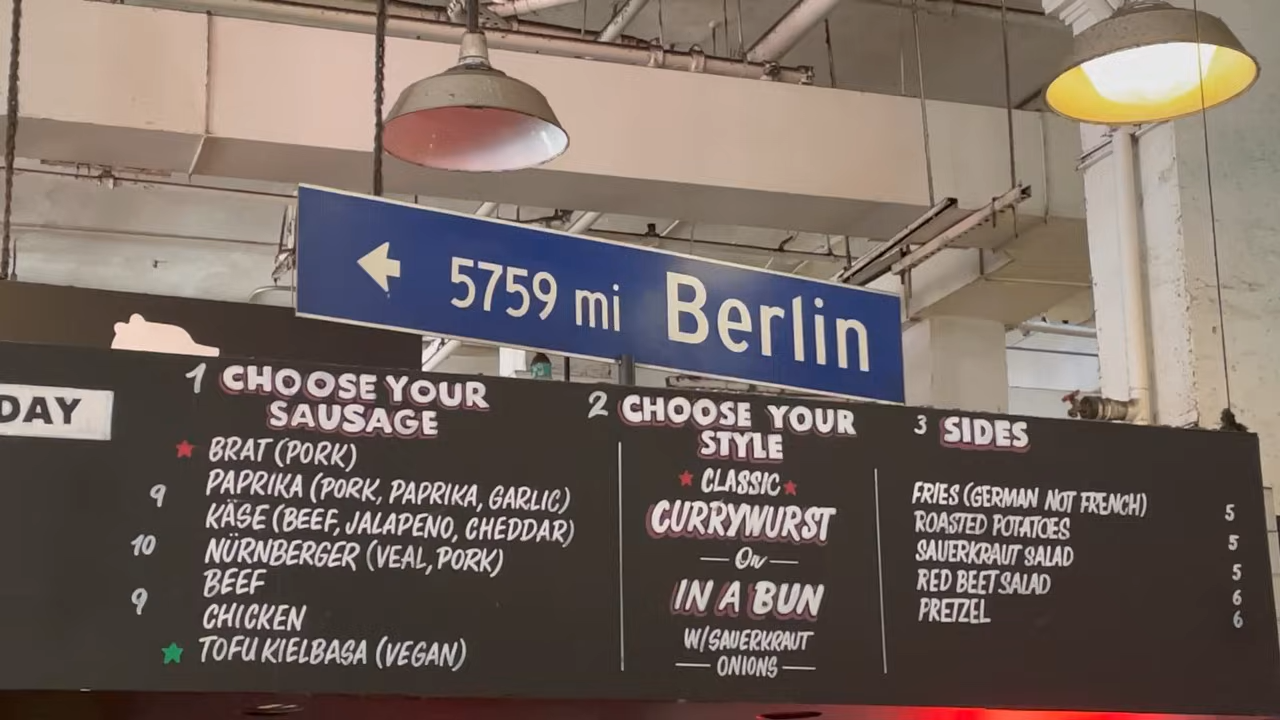 5759 mi Berlin
DAY
1 CHOOSE YOUR
SAUSAGE
BRAT (PORK)
9 PAPRIKA (PORK, PAPRIKA, GARLIC)
KÄSE (BEEF, JALAPENO, CHEDDAR)
10 NÜRNBERGER (VEAL, PORK)
BEEF
9 CHICKEN
TOFU KIELBASA (VEGAN)
2 CHOOSE YOUR
STYLE
CLASSIC
CURRYWURST
Or
IN A BUN
W/SAUERKRAUT
ONIONS
3 SIDES
FRIES (GERMAN NOT FRENCH) 5
ROASTED POTATOES 5
SAUERKRAUT SALAD 5
RED BEET SALAD 6
PRETZEL 6